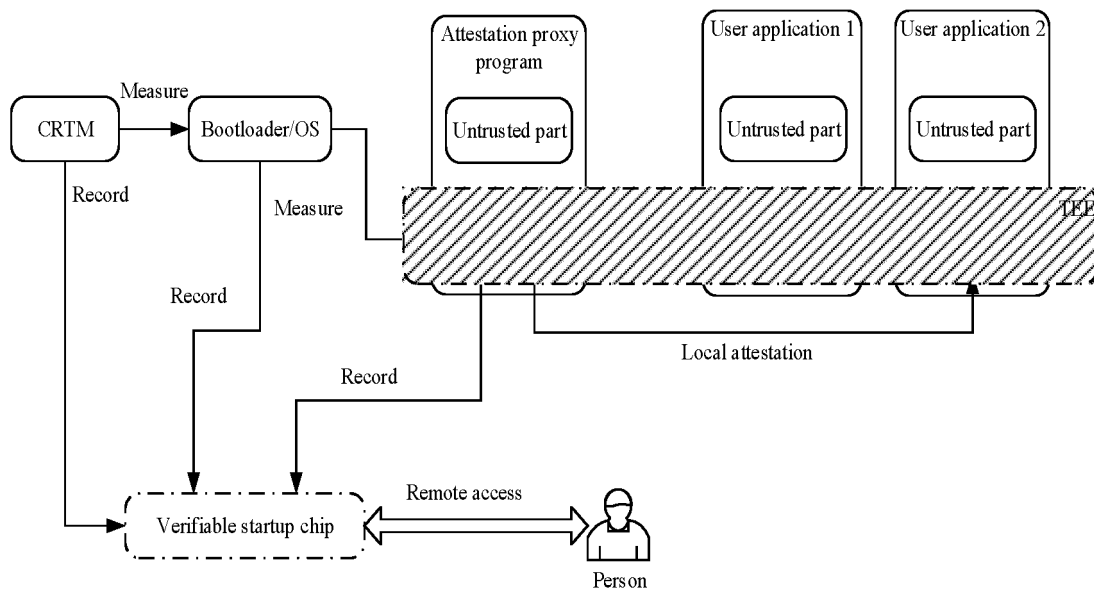 Attestation proxy
program
User application 1
User application 2
Measure
CRTM
Bootloader/OS
Untrusted part
Untrusted part
Untrusted part
Record
Measure
TEE
Record
Local attestation
Record
Remote access
Verifiable startup chip
Person